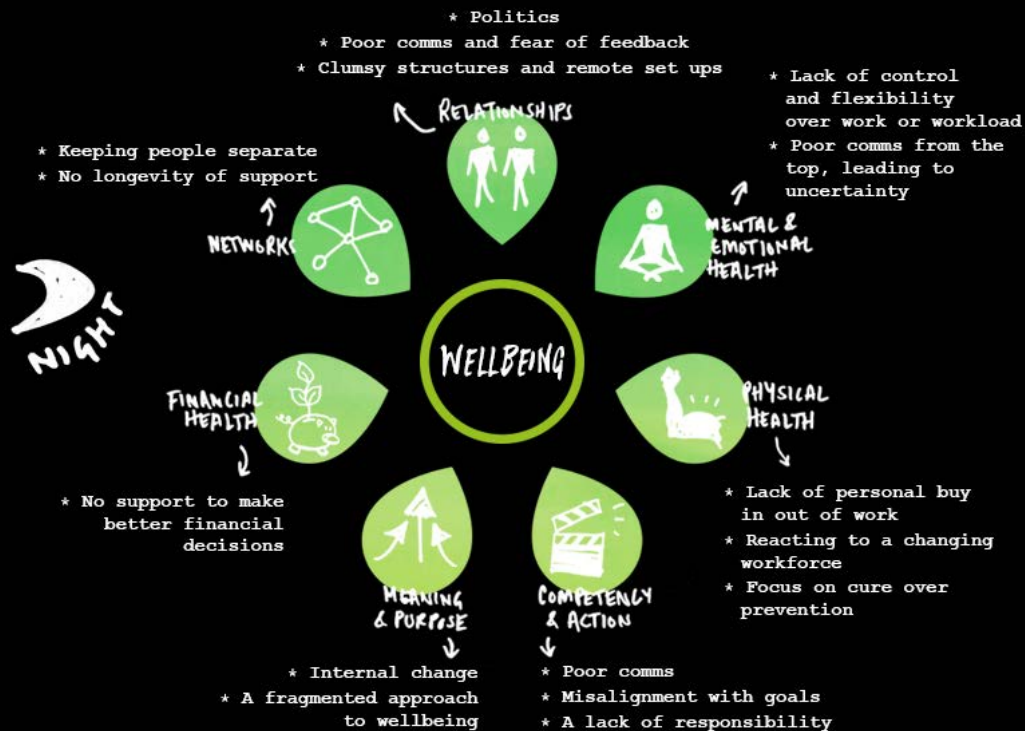 * Politics
* Poor comms and fear of feedback
* Clumsy structures and remote set ups
RELATIONSHIPS
* Lack of control
and flexibility
over work or workload
* Poor comms from the
top, leading to
uncertainty
MENTAL &
EMOTIONAL
HEALTH
* Keeping people separate
* No longevity of support
NETWORKS
NIGHT
WELLBEING
FINANCIAL
HEALTH
* No support to make
better financial
decisions
PHYSICAL
HEALTH
* Lack of personal buy
in out of work
* Reacting to a changing
workforce
* Focus on cure over
prevention
MEANING
& PURPOSE
* Internal change
* A fragmented approach
to wellbeing
COMPETENCY
& ACTION
* Poor comms
* Misalignment with goals
* A lack of responsibility